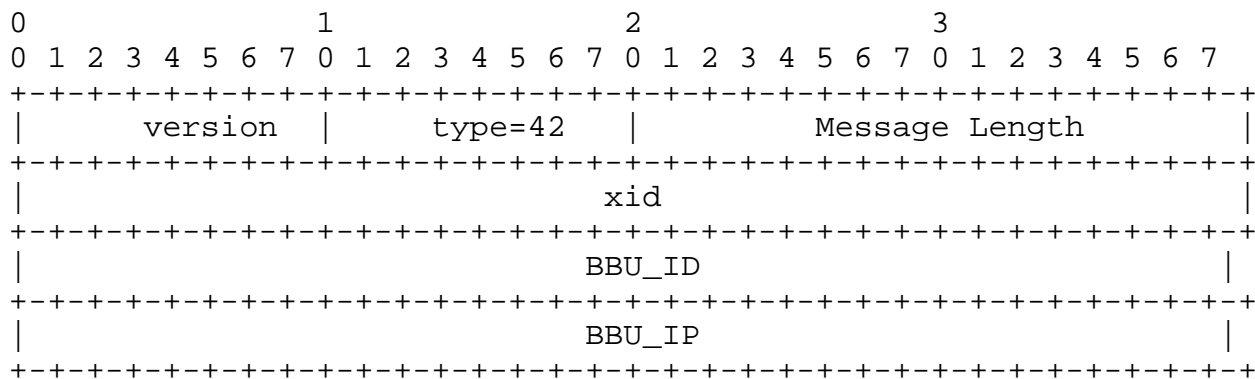 0                   1                   2                   3
0 1 2 3 4 5 6 7 0 1 2 3 4 5 6 7 0 1 2 3 4 5 6 7 0 1 2 3 4 5 6 7
+-+-+-+-+-+-+-+-+-+-+-+-+-+-+-+-+-+-+-+-+-+-+-+-+-+-+-+-+-+-+-+-+
|       version  |      type=42   |         Message Length        |
+-+-+-+-+-+-+-+-+-+-+-+-+-+-+-+-+-+-+-+-+-+-+-+-+-+-+-+-+-+-+-+-+
|                              xid                              |
+-+-+-+-+-+-+-+-+-+-+-+-+-+-+-+-+-+-+-+-+-+-+-+-+-+-+-+-+-+-+-+-+
|                             BBU_ID                           |
+-+-+-+-+-+-+-+-+-+-+-+-+-+-+-+-+-+-+-+-+-+-+-+-+-+-+-+-+-+-+-+-+
|                             BBU_IP                           |
+-+-+-+-+-+-+-+-+-+-+-+-+-+-+-+-+-+-+-+-+-+-+-+-+-+-+-+-+-+-+-+-+